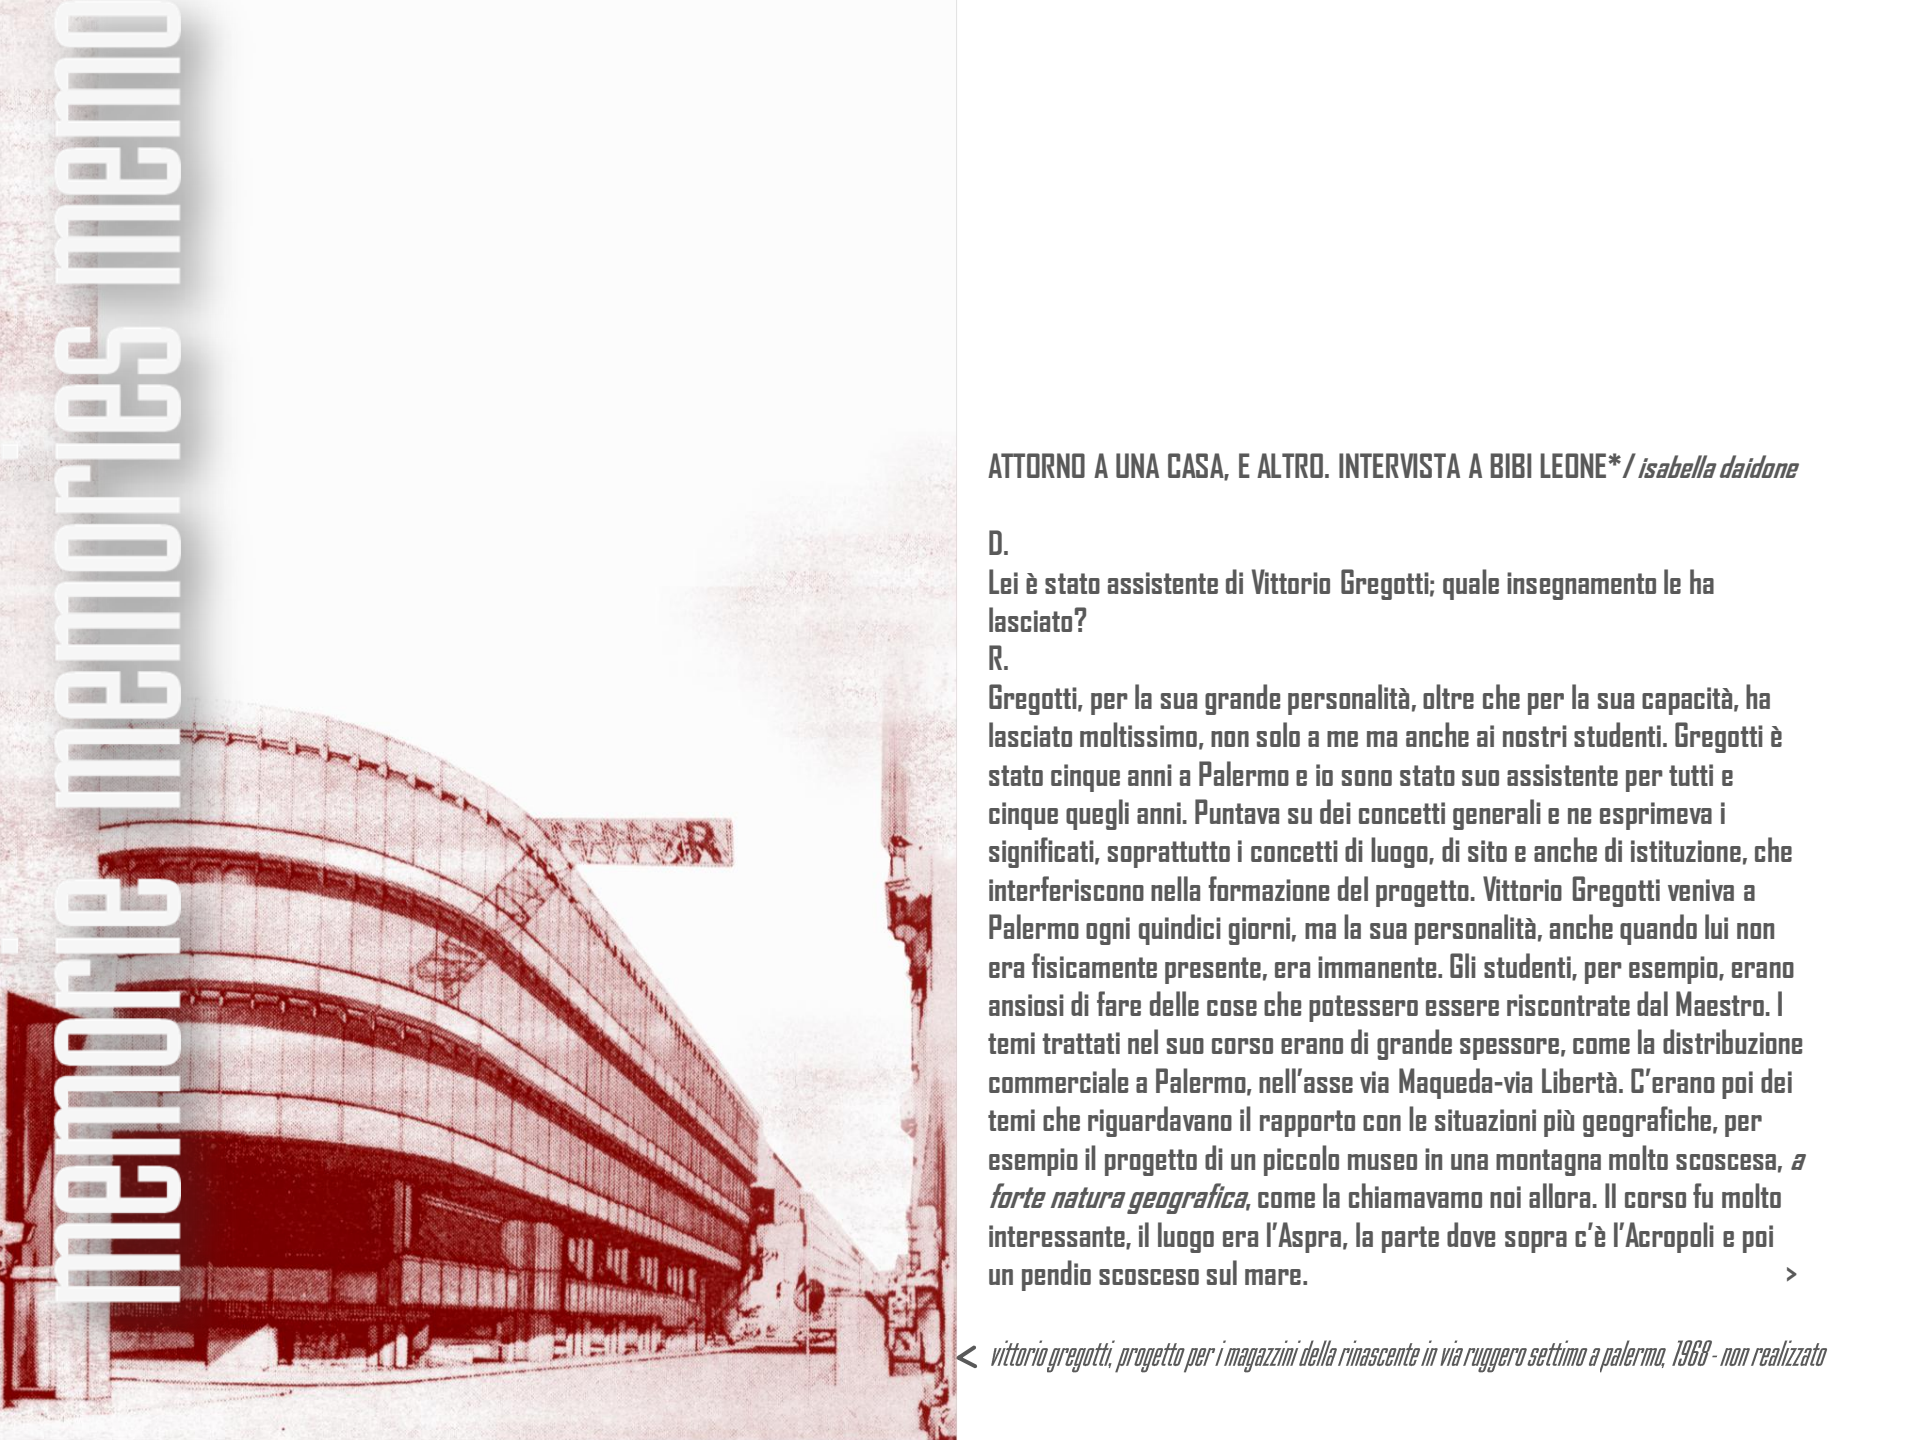 memorie memories memo
ATTORNO A UNA CASA, E ALTRO. INTERVISTA A BIBI LEONE*/ isabella daidone
D.
Lei è stato assistente di Vittorio Gregotti; quale insegnamento le ha
lasciato?
R.
Gregotti, per la sua grande personalità, oltre che per la sua capacità, ha
lasciato moltissimo, non solo a me ma anche ai nostri studenti. Gregotti è
stato cinque anni a Palermo e io sono stato suo assistente per tutti e
cinque quegli anni. Puntava su dei concetti generali e ne esprimeva i
significati, soprattutto i concetti di luogo, di sito e anche di istituzione, che
interferiscono nella formazione del progetto. Vittorio Gregotti veniva a
Palermo ogni quindici giorni, ma la sua personalità, anche quando lui non
era fisicamente presente, era immanente. Gli studenti, per esempio, erano
ansiosi di fare delle cose che potessero essere riscontrate dal Maestro. I
temi trattati nel suo corso erano di grande spessore, come la distribuzione
commerciale a Palermo, nell'asse via Maqueda-via Libertà. C'erano poi dei
temi che riguardavano il rapporto con le situazioni più geografiche, per
esempio il progetto di un piccolo museo in una montagna molto scoscesa, a
forte natura geografica, come la chiamavamo noi allora. Il corso fu molto
interessante, il luogo era l'Aspra, la parte dove sopra c'è l'Acropoli e poi
un pendio scosceso sul mare. >
< vittorio gregotti, progetto per i magazzini della rinascente in via ruggero settimo a palermo, 1968 - non realizzato